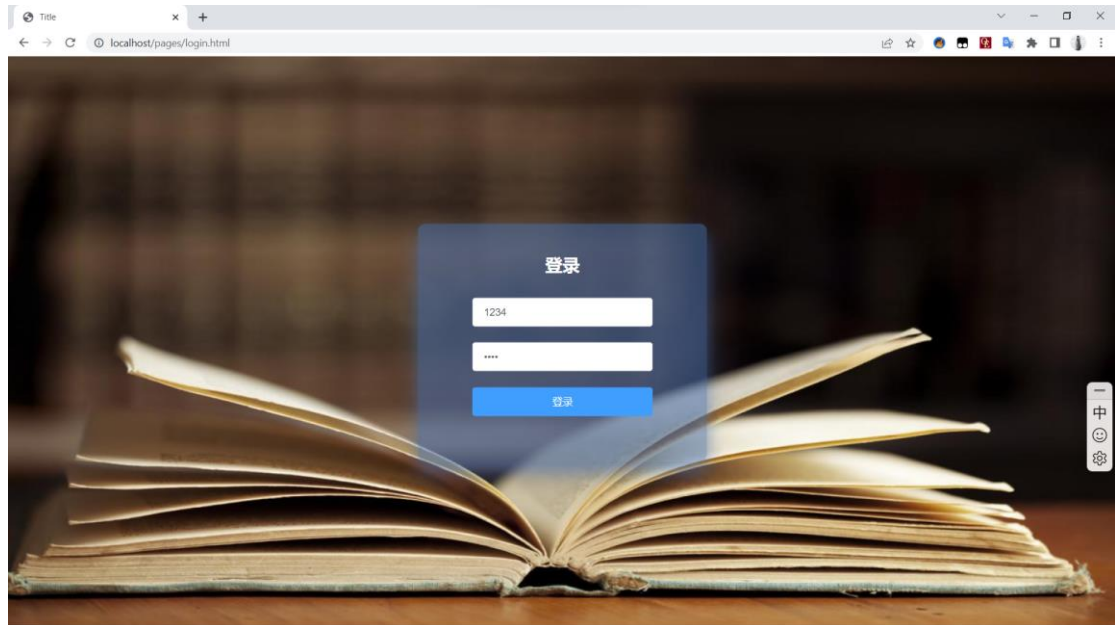 Title
localhost/pages/login.html
登录
1234
••••
登录
中